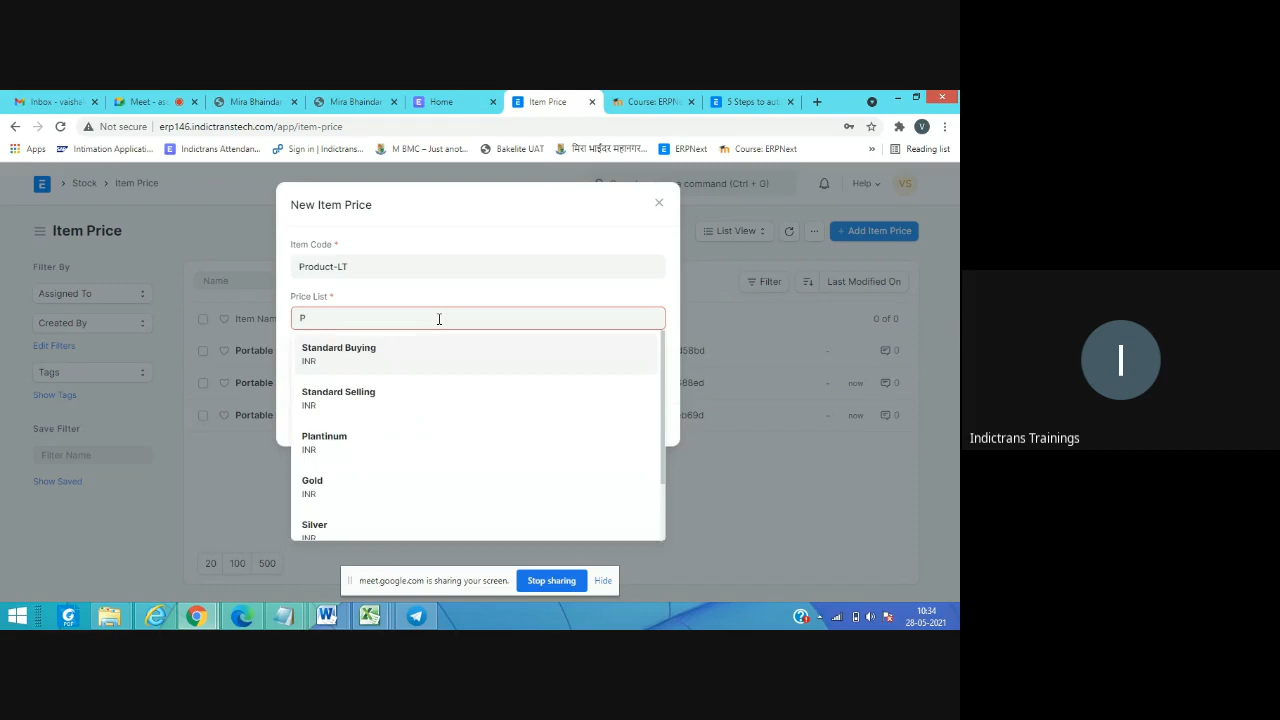 Inbox - vaisha
Meet - as
Mira Bhaindar
Mira Bhaindar
Home
Item Price
Course: ERPNe
5 Steps to aut
Not secure
erp146.indictranstech.com/app/item-price
Apps
Intimation Applicati...
Indictrans Attendan...
Sign in | Indictrans...
M BMC – Just anot...
Bakelite UAT
मिरा भाईंदर महानगर...
ERPNext
Course: ERPNext
»
Reading list
E
Stock
Item Price
a command (Ctrl + G)
Help
VS
Item Price
List View
...
+ Add Item Price
Filter By
Assigned To
Created By
Edit Filters
Tags
Show Tags
Save Filter
Filter Name
Show Saved
Name
Filter
Last Modified On
Item Nam
0 of 0
Portable
d58bd
-
now
0
Portable
388ed
-
now
0
Portable
eb69d
-
now
0
20
100
500
New Item Price
Item Code *
Product-LT
Price List *
P
Standard Buying
INR
Standard Selling
INR
Plantinum
INR
Gold
INR
Silver
INR
meet.google.com is sharing your screen.
Stop sharing
Hide
10:34
28-05-2021
I
Indictrans Trainings